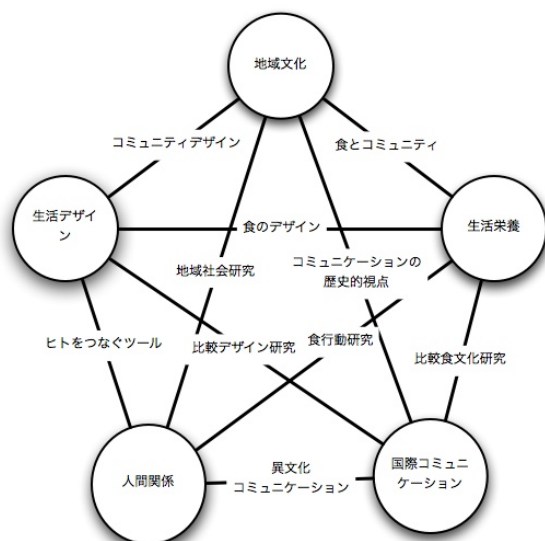 地域文化
コミュニティデザイン
食とコミュニティ
生活デザイ
ン
食のデザイン
生活栄養
地域社会研究
コミュニケーションの
歴史的視点
ヒトをつなぐツール
比較デザイン研究
食行動研究
比較食文化研究
人間関係
異文化
コミュニケーション
国際コミュニ
ケーション